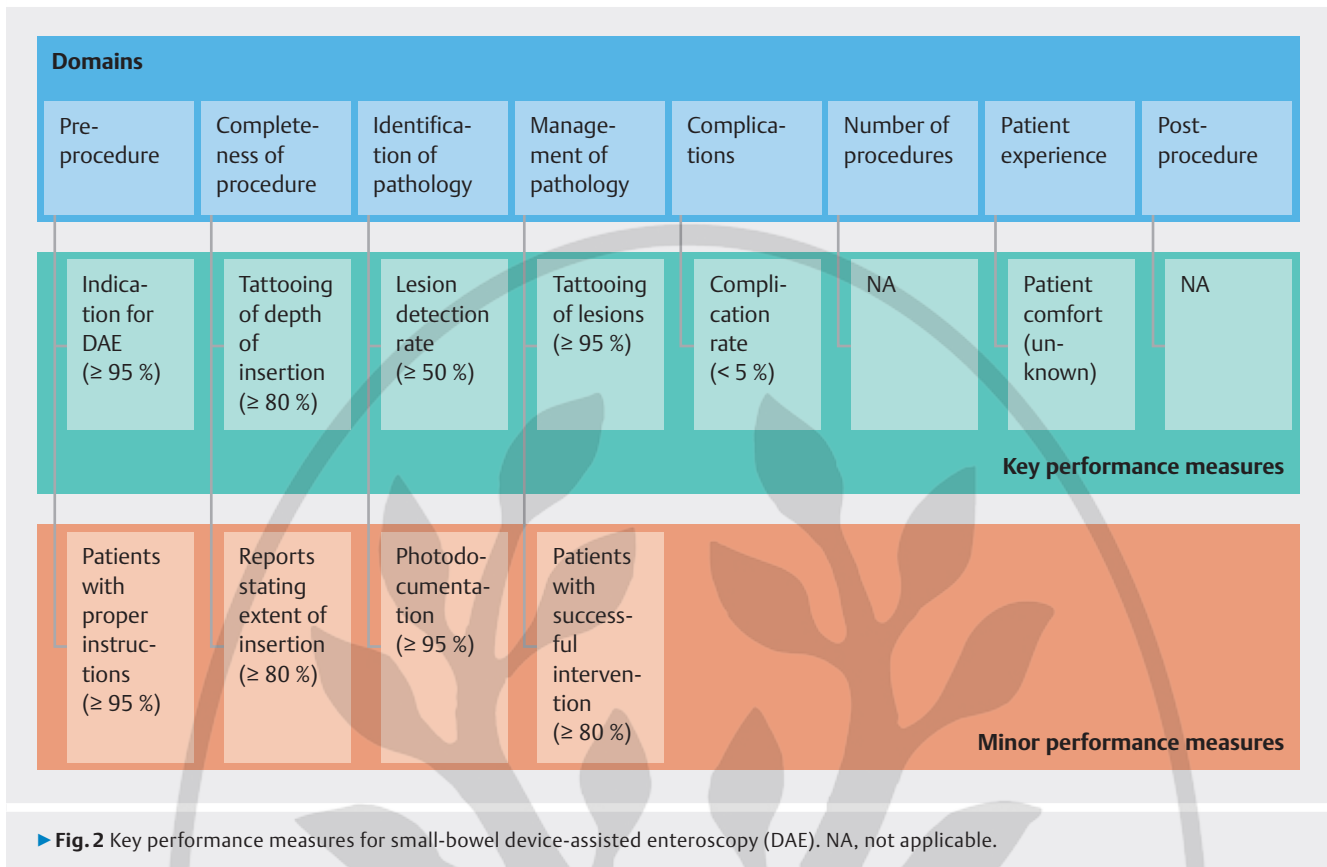 Domains
Pre-
procedure
Complete-
ness of
procedure
Identifica-
tion of
pathology
Manage-
ment of
pathology
Complica-
tions
Number of
procedures
Patient
experience
Post-
procedure
Indica-
tion for
DAE
(≥ 95 %)
Tattooing
of depth
of
insertion
(≥ 80 %)
Lesion
detection
rate
(≥ 50 %)
Tattooing
of lesions
(≥ 95 %)
Compli-
cation
rate
(< 5 %)
NA
Patient
comfort
(un-
known)
NA
Key performance measures
Patients
with
proper
instruc-
tions
(≥ 95 %)
Reports
stating
extent of
insertion
(≥ 80 %)
Photodo-
cumenta-
tion
(≥ 95 %)
Patients
with
success-
ful
interven-
tion
(≥ 80 %)
Minor performance measures
▶ Fig. 2 Key performance measures for small-bowel device-assisted enteroscopy (DAE). NA, not applicable.